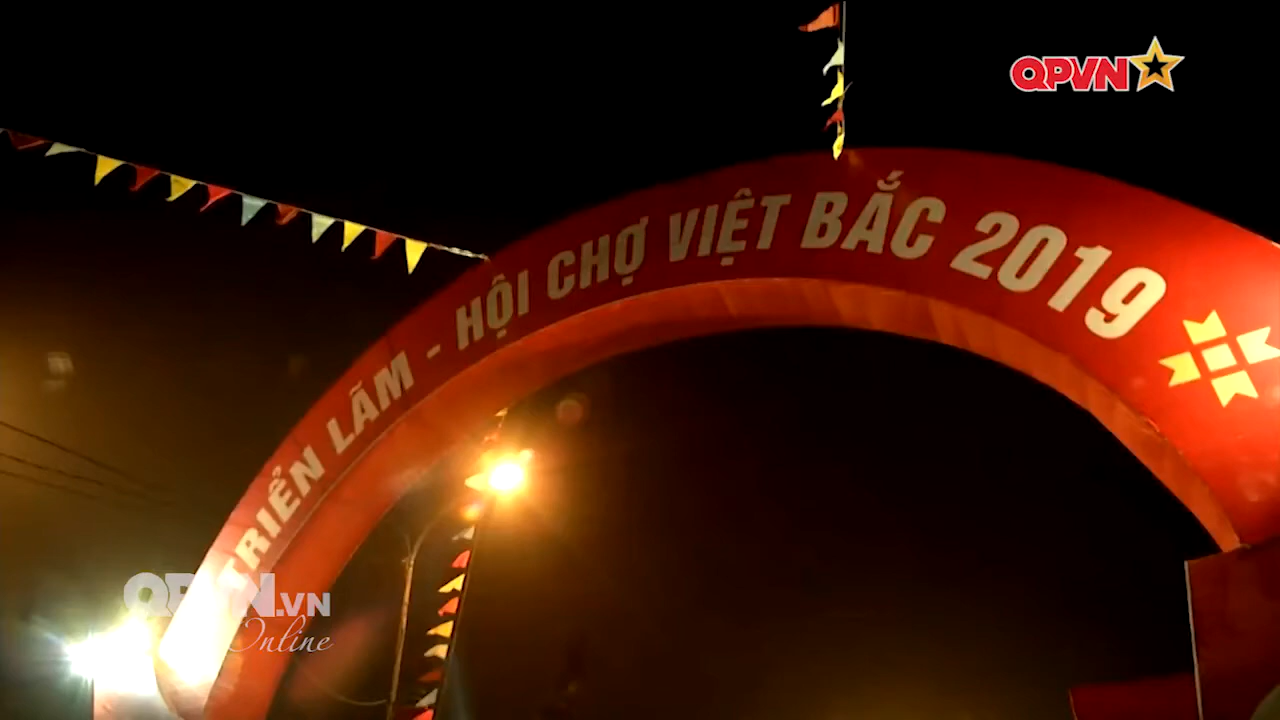 QPVN
TRIỂN LÃM - HỘI CHỢ VIỆT BẮC 2019
QPVN.VN
Online